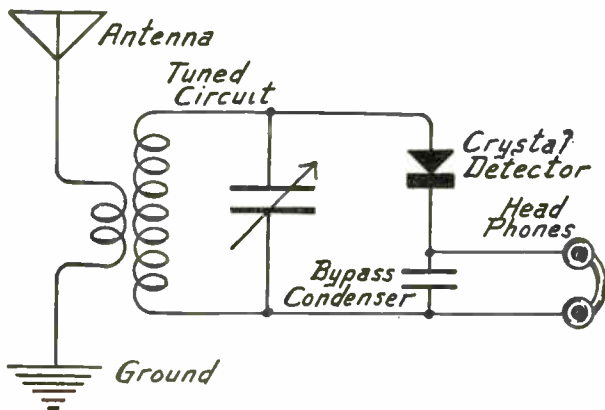 Antenna
Tuned
Circuit
Crystal
Detector
Head
Phones
Bypass
Condenser
Ground